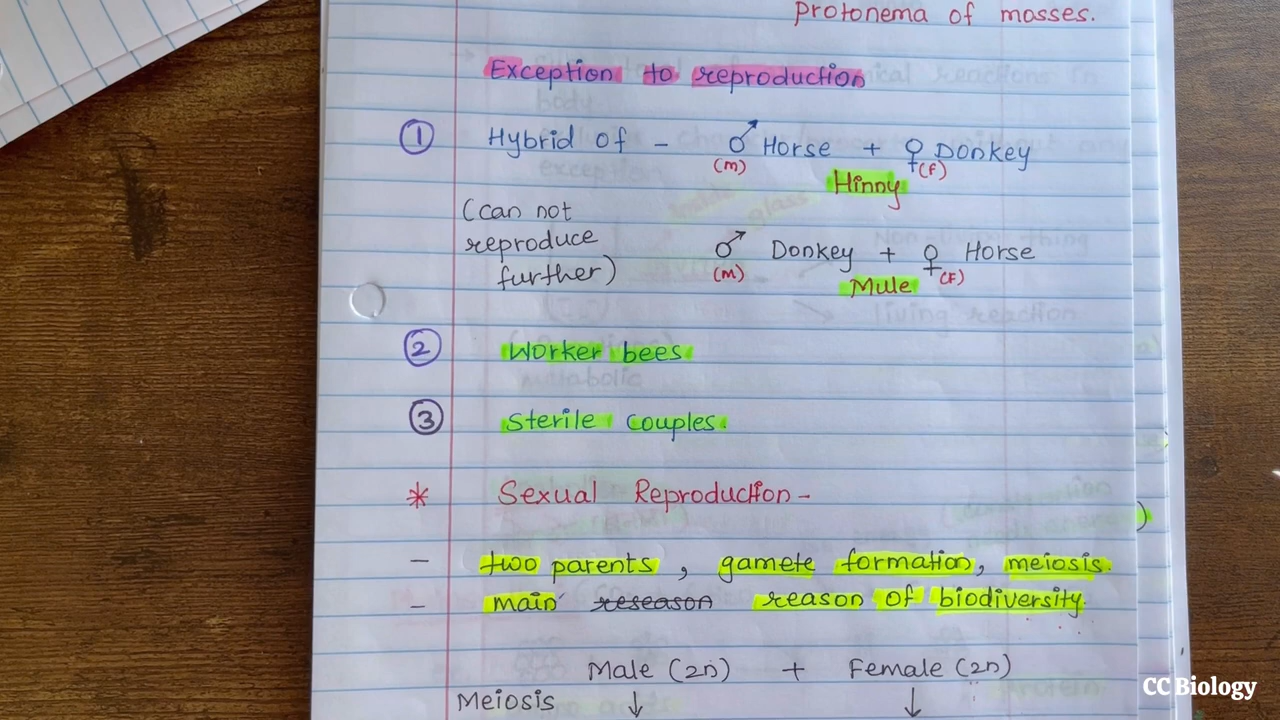 protonema of mosses.
Exception to reproduction
① Hybrid of - ♂ Horse + ♀ Donkey
(m) (F)
Hinny
(can not
reproduce
further)
♂ Donkey + ♀ Horse
(m) (F)
Mule
② Worker bees
③ Sterile couples.
* Sexual Reproduction -
- two parents, gamete formation, meiosis.
- main reseason reason of biodiversity.
Male (2n) + Female (2n)
Meiosis ↓ ↓
CC Biology